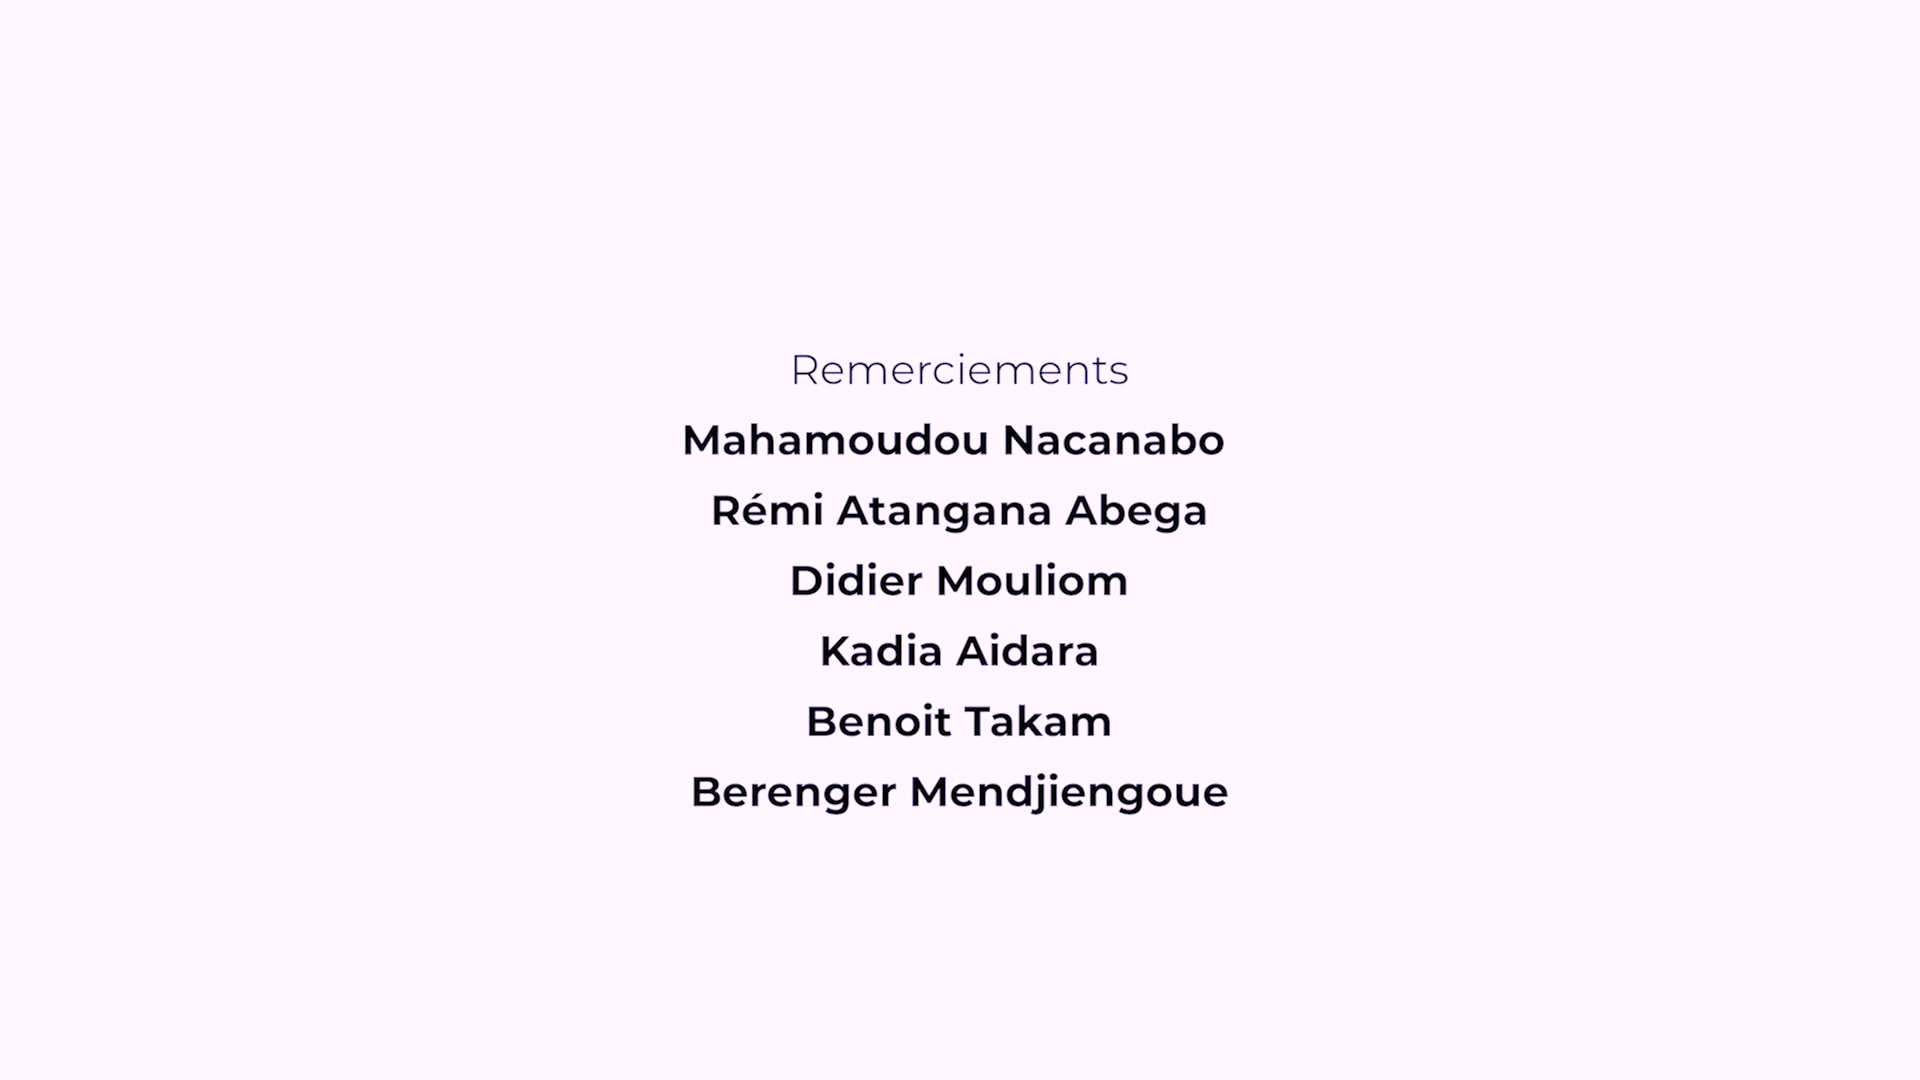 Remerciements
Mahamoudou Nacanabo
Rémi Atangana Abega
Didier Mouliom
Kadia Aidara
Benoit Takam
Berenger Mendjiengoue